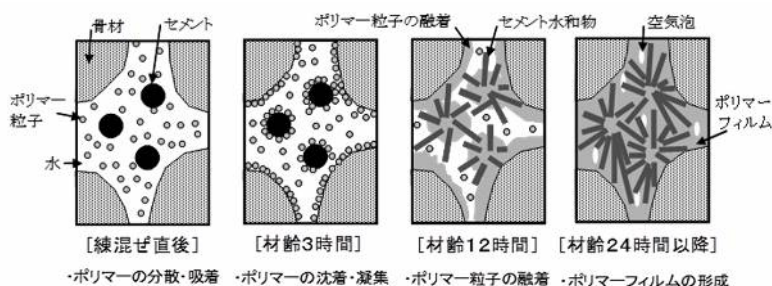 骨材
セメント
ポリマー粒子の融着
セメント水和物
空気泡
ポリマー
粒子
水
ポリマー
フィルム
[練混ぜ直後]
[材齢3時間]
[材齢12時間]
[材齢24時間以降]
・ポリマーの分散・吸着
・ポリマーの沈着・凝集
・ポリマー粒子の融着
・ポリマーフィルムの形成